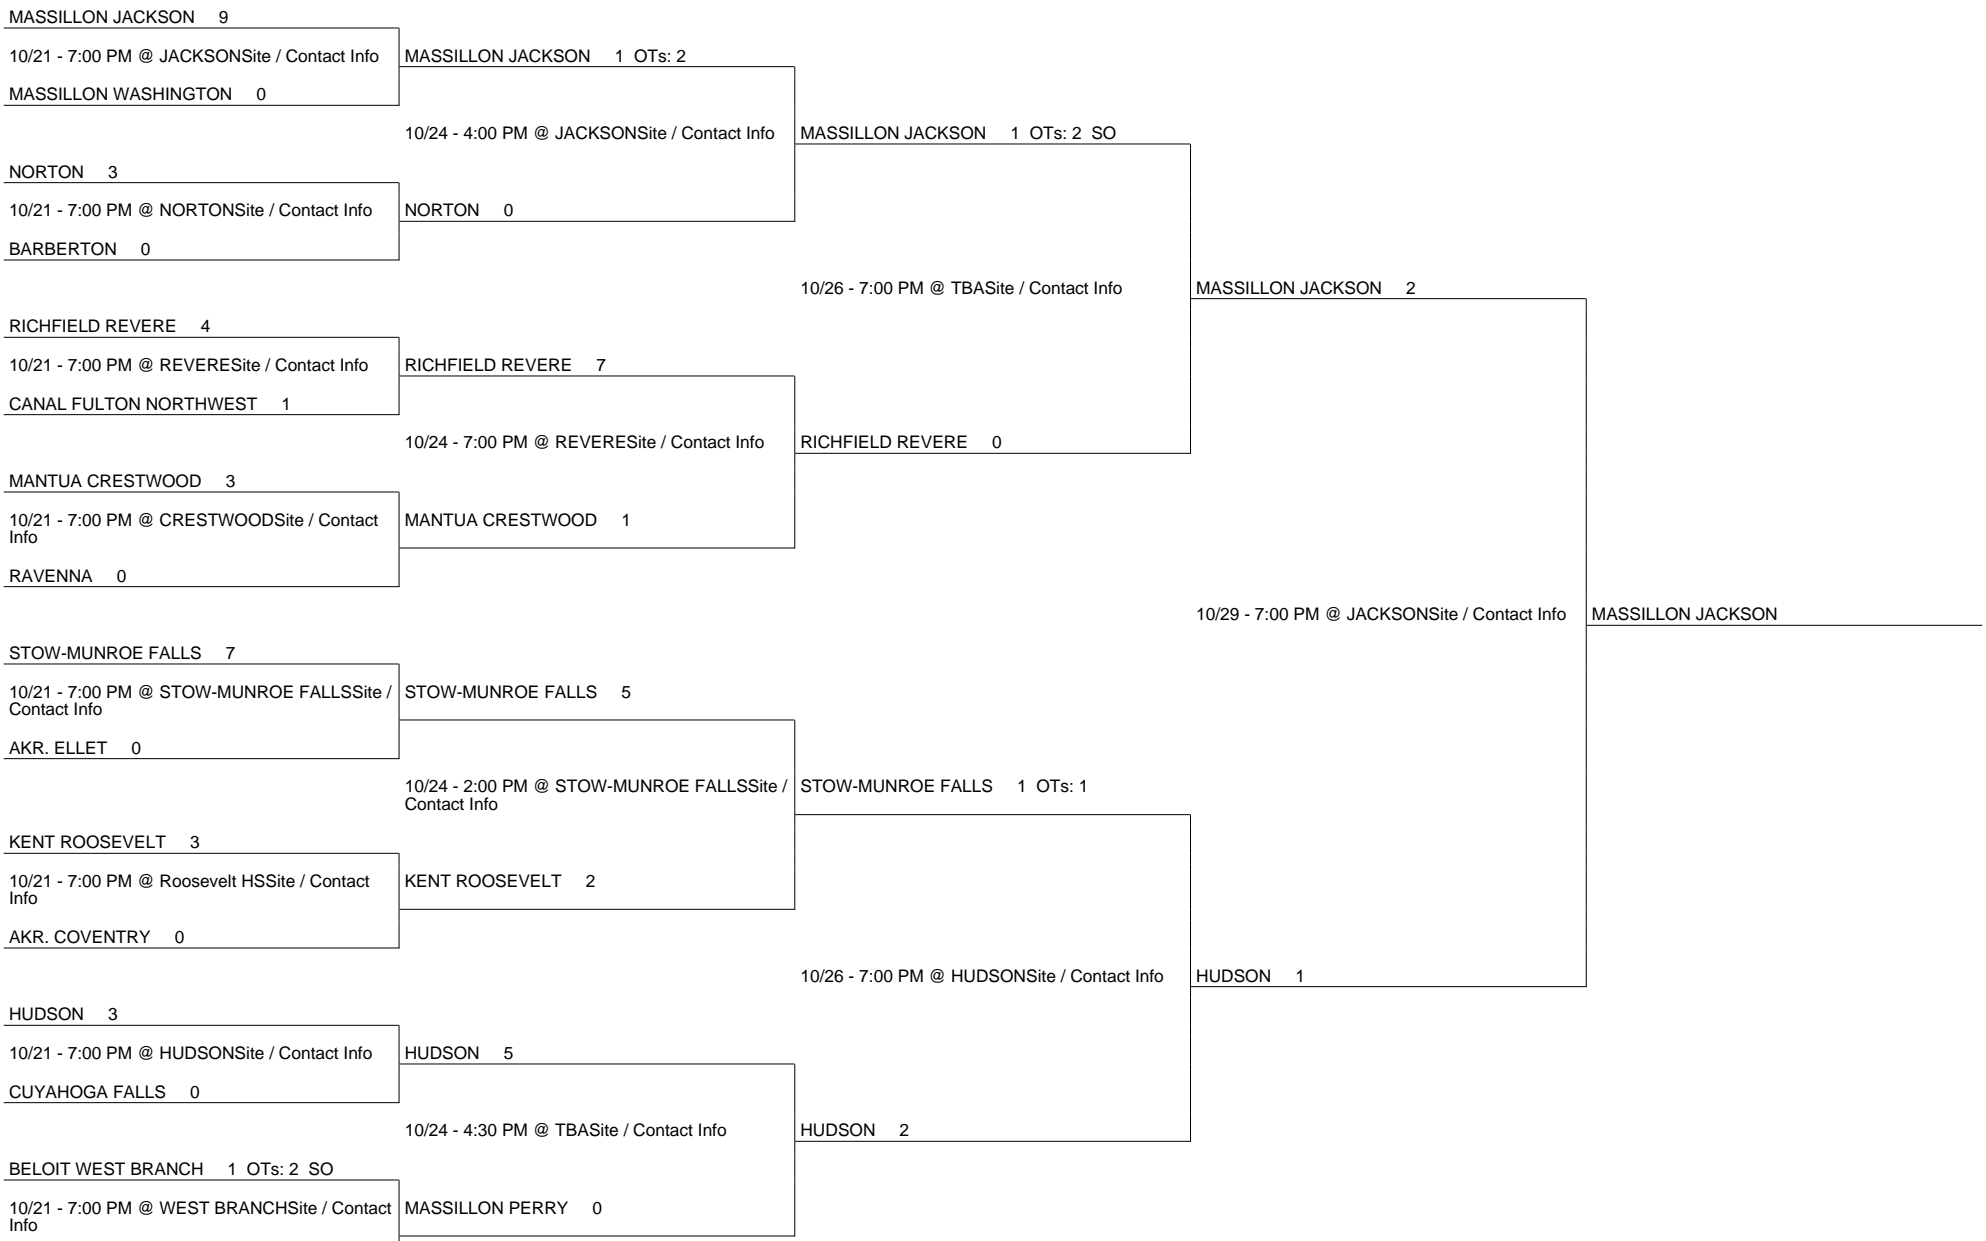 MASSILLON JACKSON 9
10/21 - 7:00 PM @ JACKSONSite / Contact Info
MASSILLON WASHINGTON 0
NORTON 3
10/21 - 7:00 PM @ NORTONSite / Contact Info
BARBERTON 0
RICHFIELD REVERE 4
10/21 - 7:00 PM @ REVERESite / Contact Info
CANAL FULTON NORTHWEST 1
MANTUA CRESTWOOD 3
10/21 - 7:00 PM @ CRESTWOODSite / Contact
Info
RAVENNA 0
STOW-MUNROE FALLS 7
10/21 - 7:00 PM @ STOW-MUNROE FALLSSite /
Contact Info
AKR. ELLET 0
KENT ROOSEVELT 3
10/21 - 7:00 PM @ Roosevelt HSSite / Contact
Info
AKR. COVENTRY 0
HUDSON 3
10/21 - 7:00 PM @ HUDSONSite / Contact Info
CUYAHOGA FALLS 0
BELOIT WEST BRANCH 1 OTs: 2 SO
10/21 - 7:00 PM @ WEST BRANCHSite / Contact
Info
MASSILLON JACKSON 1 OTs: 2
10/24 - 4:00 PM @ JACKSONSite / Contact Info
NORTON 0
RICHFIELD REVERE 7
10/24 - 7:00 PM @ REVERESite / Contact Info
MANTUA CRESTWOOD 1
STOW-MUNROE FALLS 5
10/24 - 2:00 PM @ STOW-MUNROE FALLSSite /
Contact Info
KENT ROOSEVELT 2
HUDSON 5
10/24 - 4:30 PM @ TBASite / Contact Info
MASSILLON PERRY 0
MASSILLON JACKSON 1 OTs: 2 SO
10/26 - 7:00 PM @ TBASite / Contact Info
RICHFIELD REVERE 0
STOW-MUNROE FALLS 1 OTs: 1
10/26 - 7:00 PM @ HUDSONSite / Contact Info
HUDSON 2
MASSILLON JACKSON 2
10/29 - 7:00 PM @ JACKSONSite / Contact Info
HUDSON 1
MASSILLON JACKSON